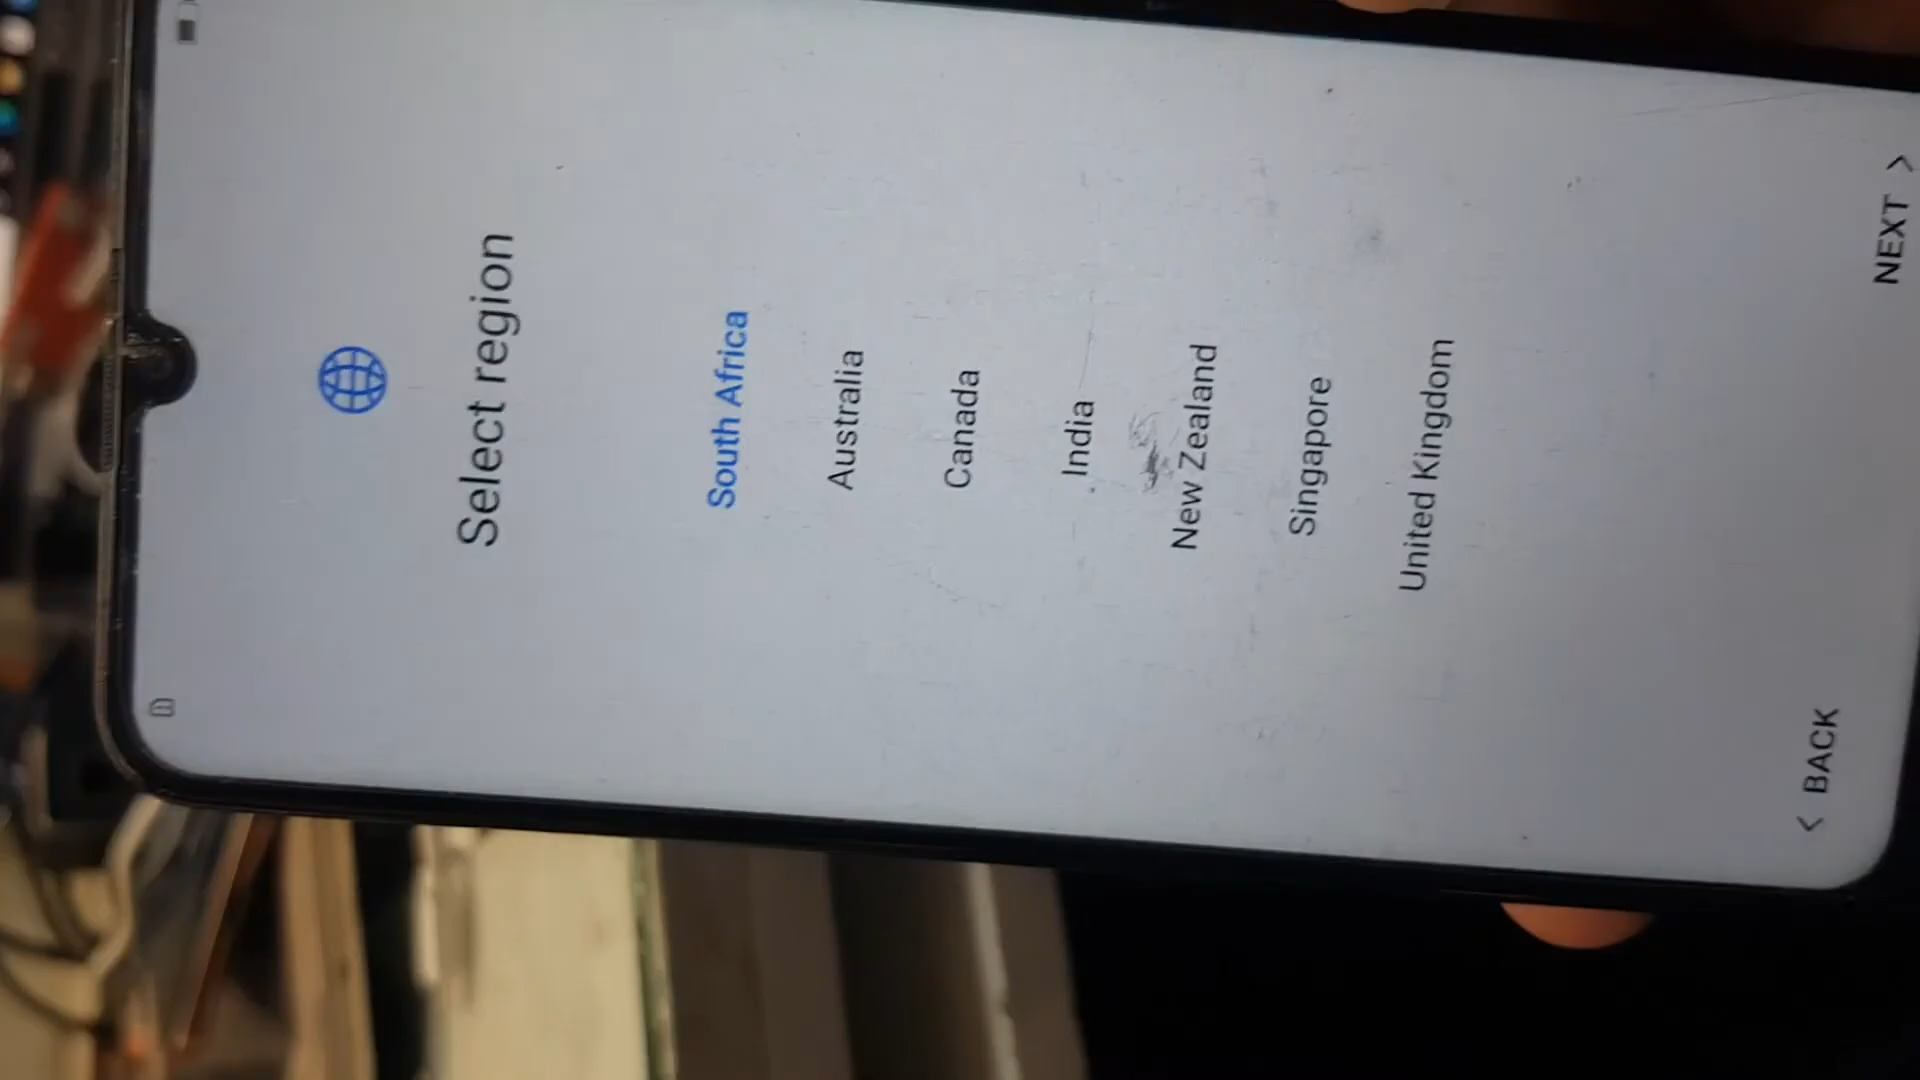 Select region
South Africa
Australia
Canada
India
New Zealand
Singapore
United Kingdom
< BACK
NEXT >